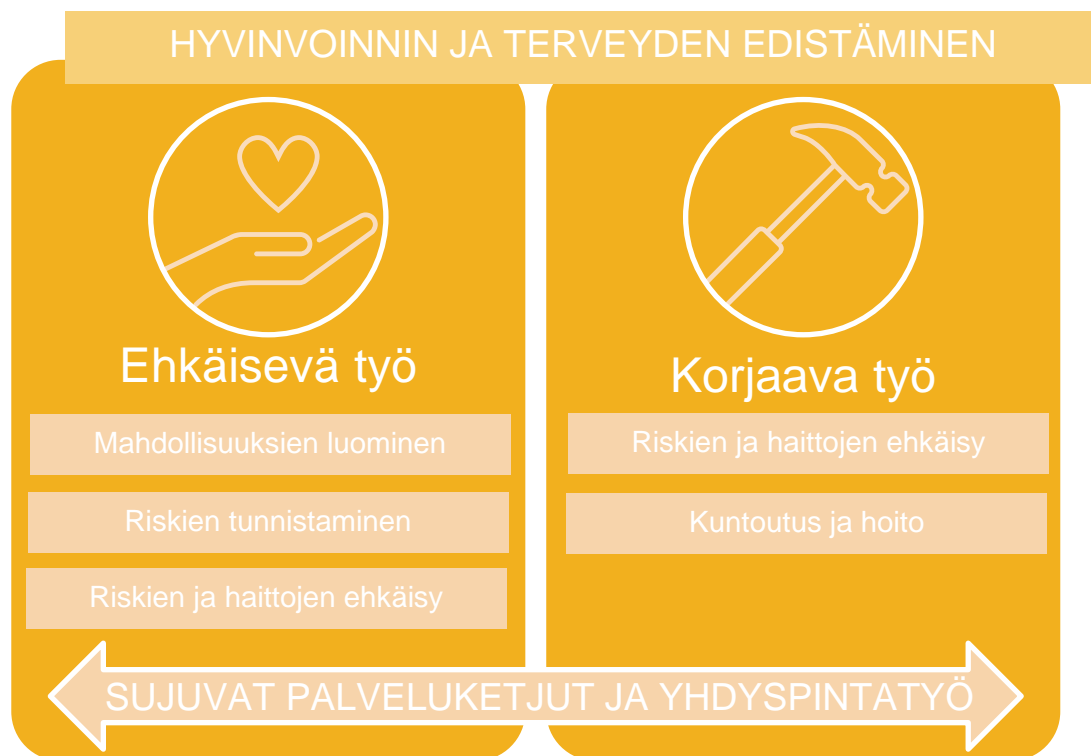 HYVINVOINNIN JA TERVEYDEN EDISTÄMINEN
Ehkäisevä työ
Mahdollisuuksien luominen
Riskien tunnistaminen
Riskien ja haittojen ehkäisy
Korjaava työ
Riskien ja haittojen ehkäisy
Kuntoutus ja hoito
SUJUVAT PALVELUKETJUT JA YHDYSPINTATYÖ